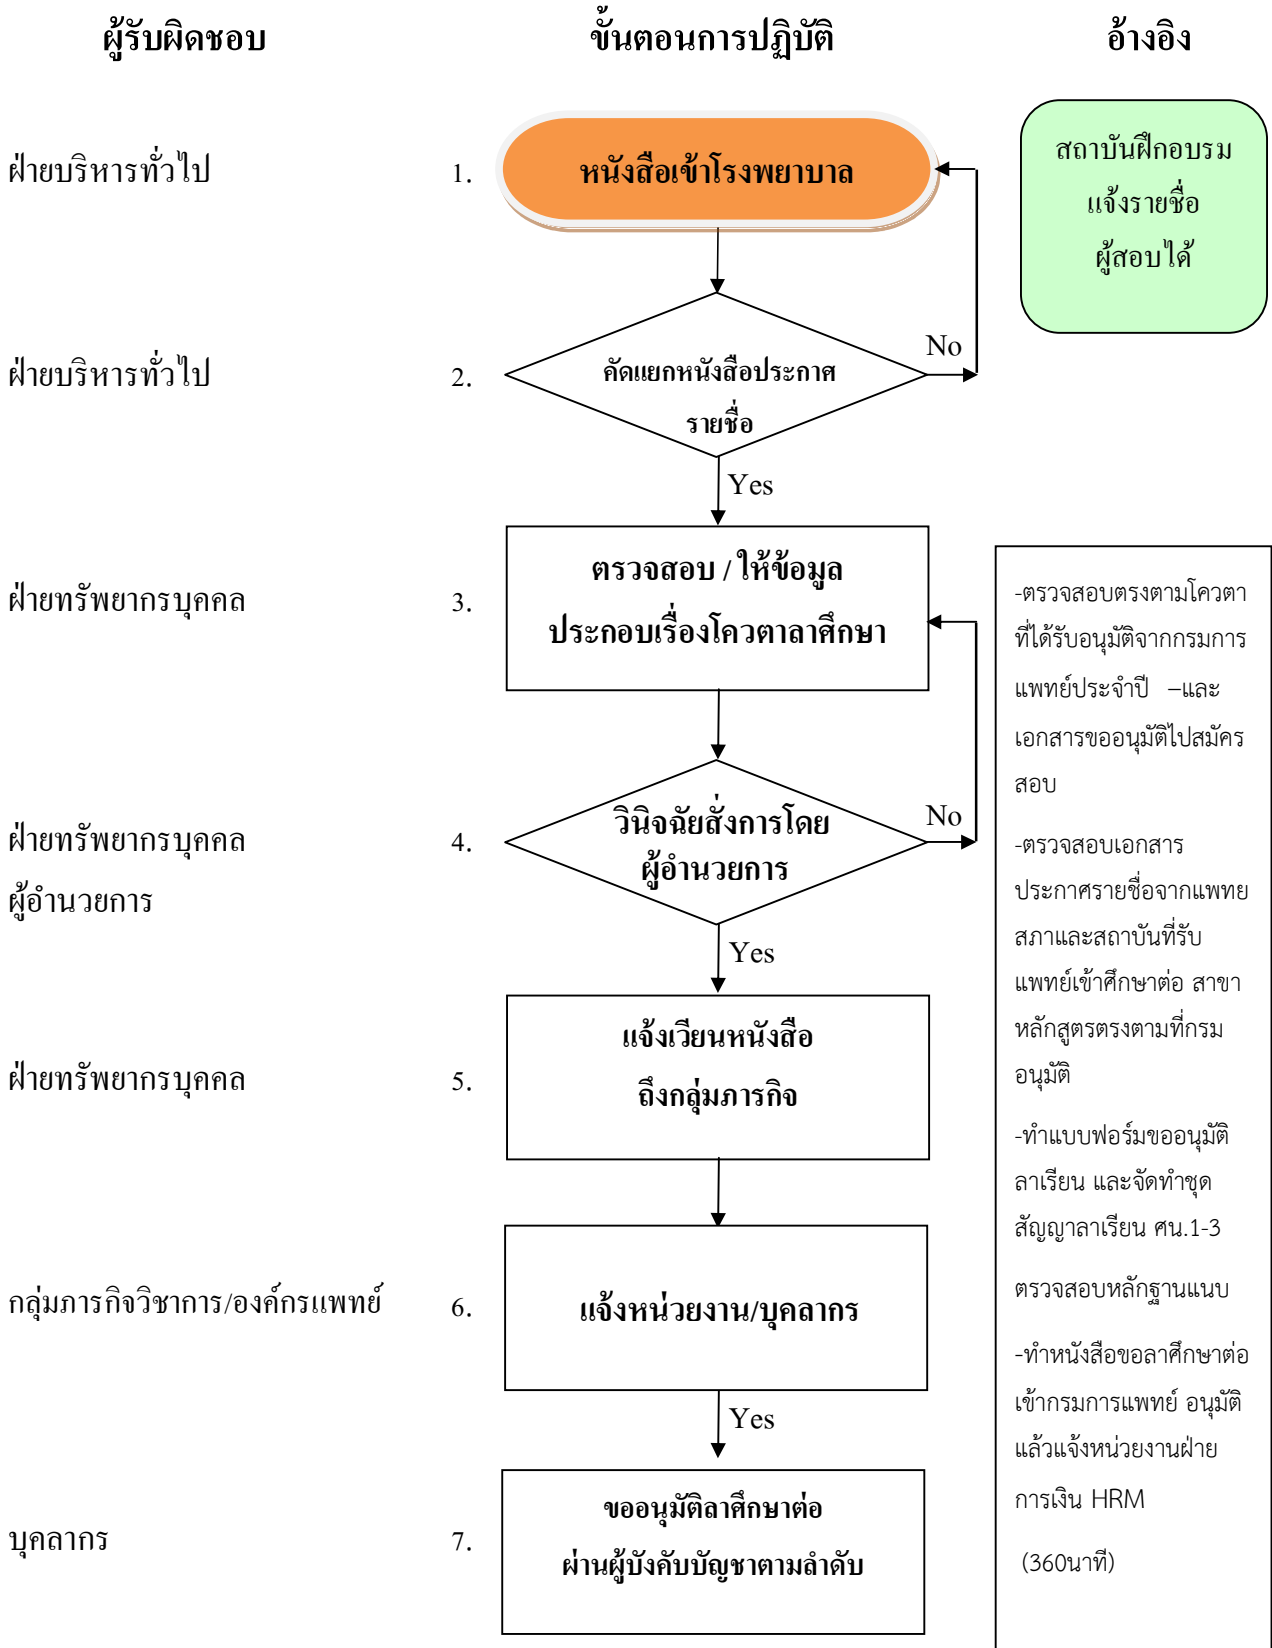 ผู้รับผิดชอบ
ขั้นตอนการปฏิบัติ
อ้างอิง
ฝ่ายบริหารทั่วไป
1.
หนังสือเข้าโรงพยาบาล
สถาบันฝึกอบรม
แจ้งรายชื่อ
ผู้สอบได้
ฝ่ายบริหารทั่วไป
2.
คัดแยกหนังสือประกาศ
รายชื่อ
No
Yes
ฝ่ายทรัพยากรบุคคล
3.
ตรวจสอบ / ให้ข้อมูล
ประกอบเรื่องโควตาลาศึกษา
ฝ่ายทรัพยากรบุคคล
ผู้อำนวยการ
4.
วินิจฉัยสั่งการโดย
ผู้อำนวยการ
No
Yes
ฝ่ายทรัพยากรบุคคล
5.
แจ้งเวียนหนังสือ
ถึงกลุ่มภารกิจ
กลุ่มภารกิจวิชาการ/องค์กรแพทย์
6.
แจ้งหน่วยงาน/บุคลากร
Yes
บุคลากร
7.
ขออนุมัติลาศึกษาต่อ
ผ่านผู้บังคับบัญชาตามลำดับ
-ตรวจสอบตรงตามโควตา
ที่ได้รับอนุมัติจากกรมการ
แพทย์ประจำปี –และ
เอกสารขออนุมัติไปสมัคร
สอบ
-ตรวจสอบเอกสาร
ประกาศรายชื่อจากแพทย
สภาและสถาบันที่รับ
แพทย์เข้าศึกษาต่อ สาขา
หลักสูตรตรงตามที่กรม
อนุมัติ
-ทำแบบฟอร์มขออนุมัติ
ลาเรียน และจัดทำชุด
สัญญาลาเรียน ศน.1-3
ตรวจสอบหลักฐานแนบ
-ทำหนังสือขอลาศึกษาต่อ
เข้ากรมการแพทย์ อนุมัติ
แล้วแจ้งหน่วยงานฝ่าย
การเงิน HRM
(360นาที)